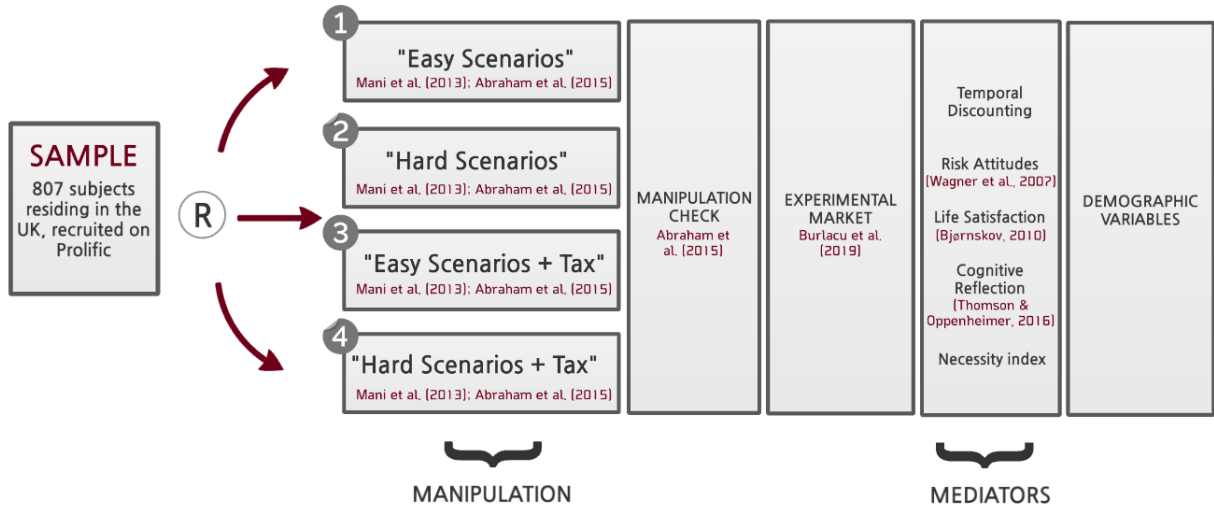 SAMPLE
807 subjects
residing in the
UK, recruited on
Prolific
R
1
"Easy Scenarios"
Mani et al. (2013); Abraham et al. (2015)
2
"Hard Scenarios"
Mani et al. (2013); Abraham et al. (2015)
3
"Easy Scenarios + Tax"
Mani et al. (2013); Abraham et al. (2015)
4
"Hard Scenarios + Tax"
Mani et al. (2013); Abraham et al. (2015)
MANIPULATION
MANIPULATION
CHECK
Abraham et
al. (2015)
EXPERIMENTAL
MARKET
Burlacu et al.
(2019)
Temporal
Discounting
Risk Attitudes
(Wagner et al., 2007)
Life Satisfaction
(Bjørnskov, 2010)
Cognitive
Reflection
(Thomson &
Oppenheimer, 2016)
Necessity index
MEDIATORS
DEMOGRAPHIC
VARIABLES